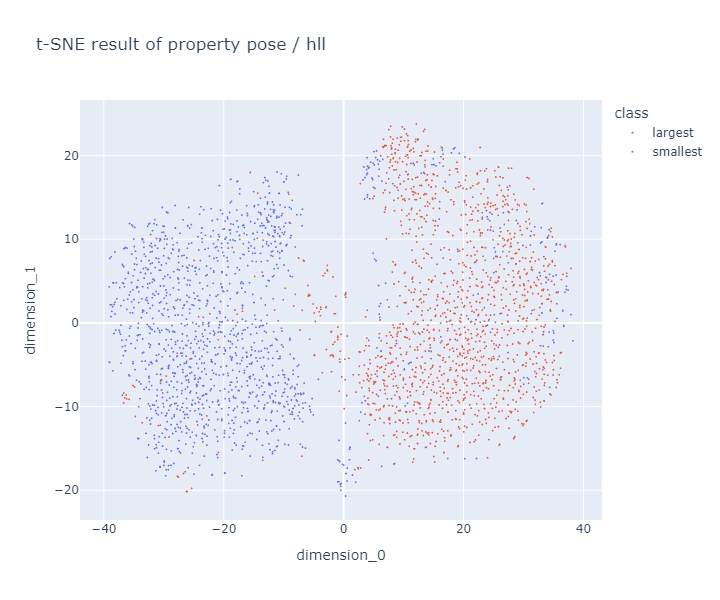 t-SNE result of property pose / hll
class
largest
smallest
20
10
0
−10
−20
dimension_1
−40
−20
0
20
40
dimension_0